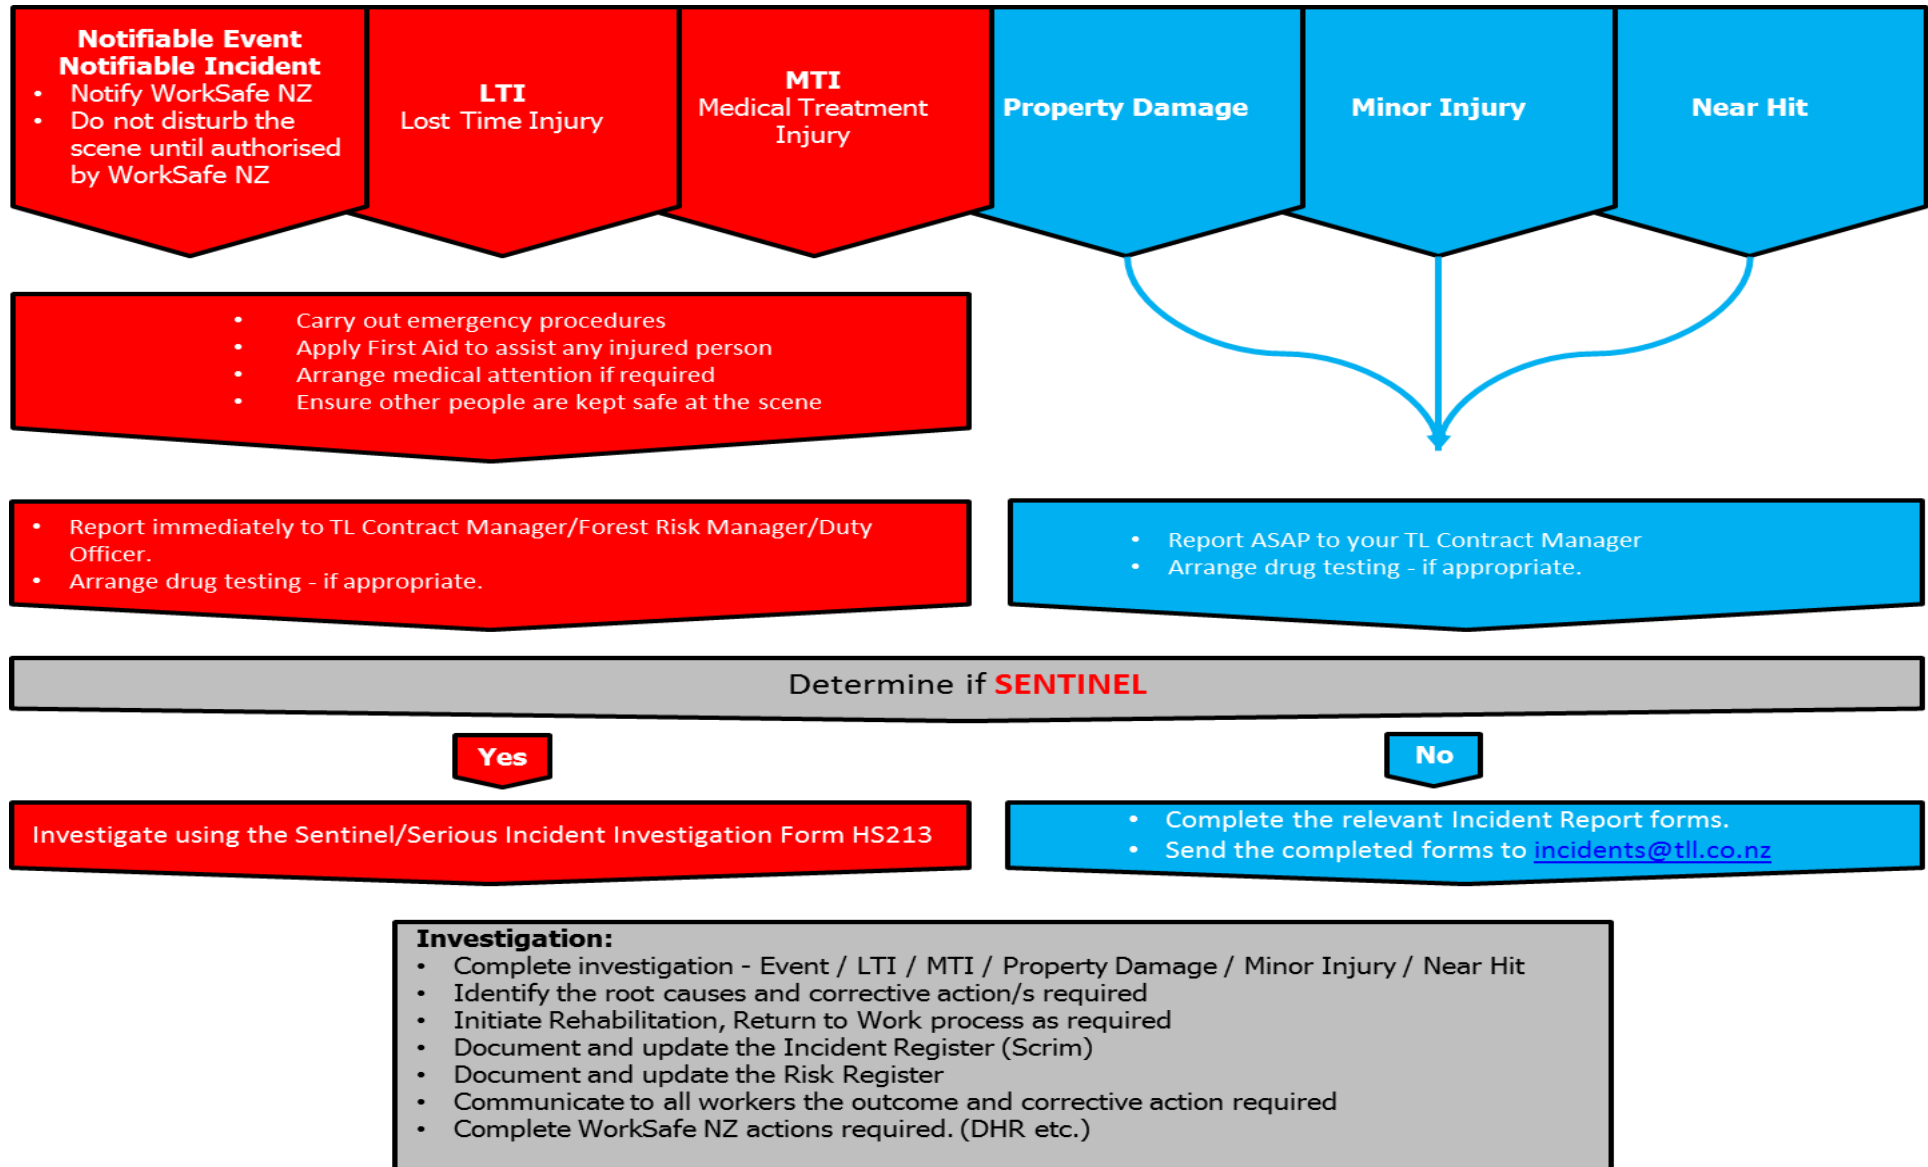 Notifiable Event
Notifiable Incident
• Notify WorkSafe NZ
• Do not disturb the
scene until authorised
by WorkSafe NZ
LTI
Lost Time Injury
MTI
Medical Treatment
Injury
Property Damage
Minor Injury
Near Hit
• Carry out emergency procedures
• Apply First Aid to assist any injured person
• Arrange medical attention if required
• Ensure other people are kept safe at the scene
• Report immediately to TL Contract Manager/Forest Risk Manager/Duty
Officer.
• Arrange drug testing - if appropriate.
• Report ASAP to your TL Contract Manager
• Arrange drug testing - if appropriate.
Determine if SENTINEL
Yes
No
Investigate using the Sentinel/Serious Incident Investigation Form HS213
• Complete the relevant Incident Report forms.
• Send the completed forms to incidents@tll.co.nz
Investigation:
• Complete investigation - Event / LTI / MTI / Property Damage / Minor Injury / Near Hit
• Identify the root causes and corrective action/s required
• Initiate Rehabilitation, Return to Work process as required
• Document and update the Incident Register (Scrim)
• Document and update the Risk Register
• Communicate to all workers the outcome and corrective action required
• Complete WorkSafe NZ actions required. (DHR etc.)